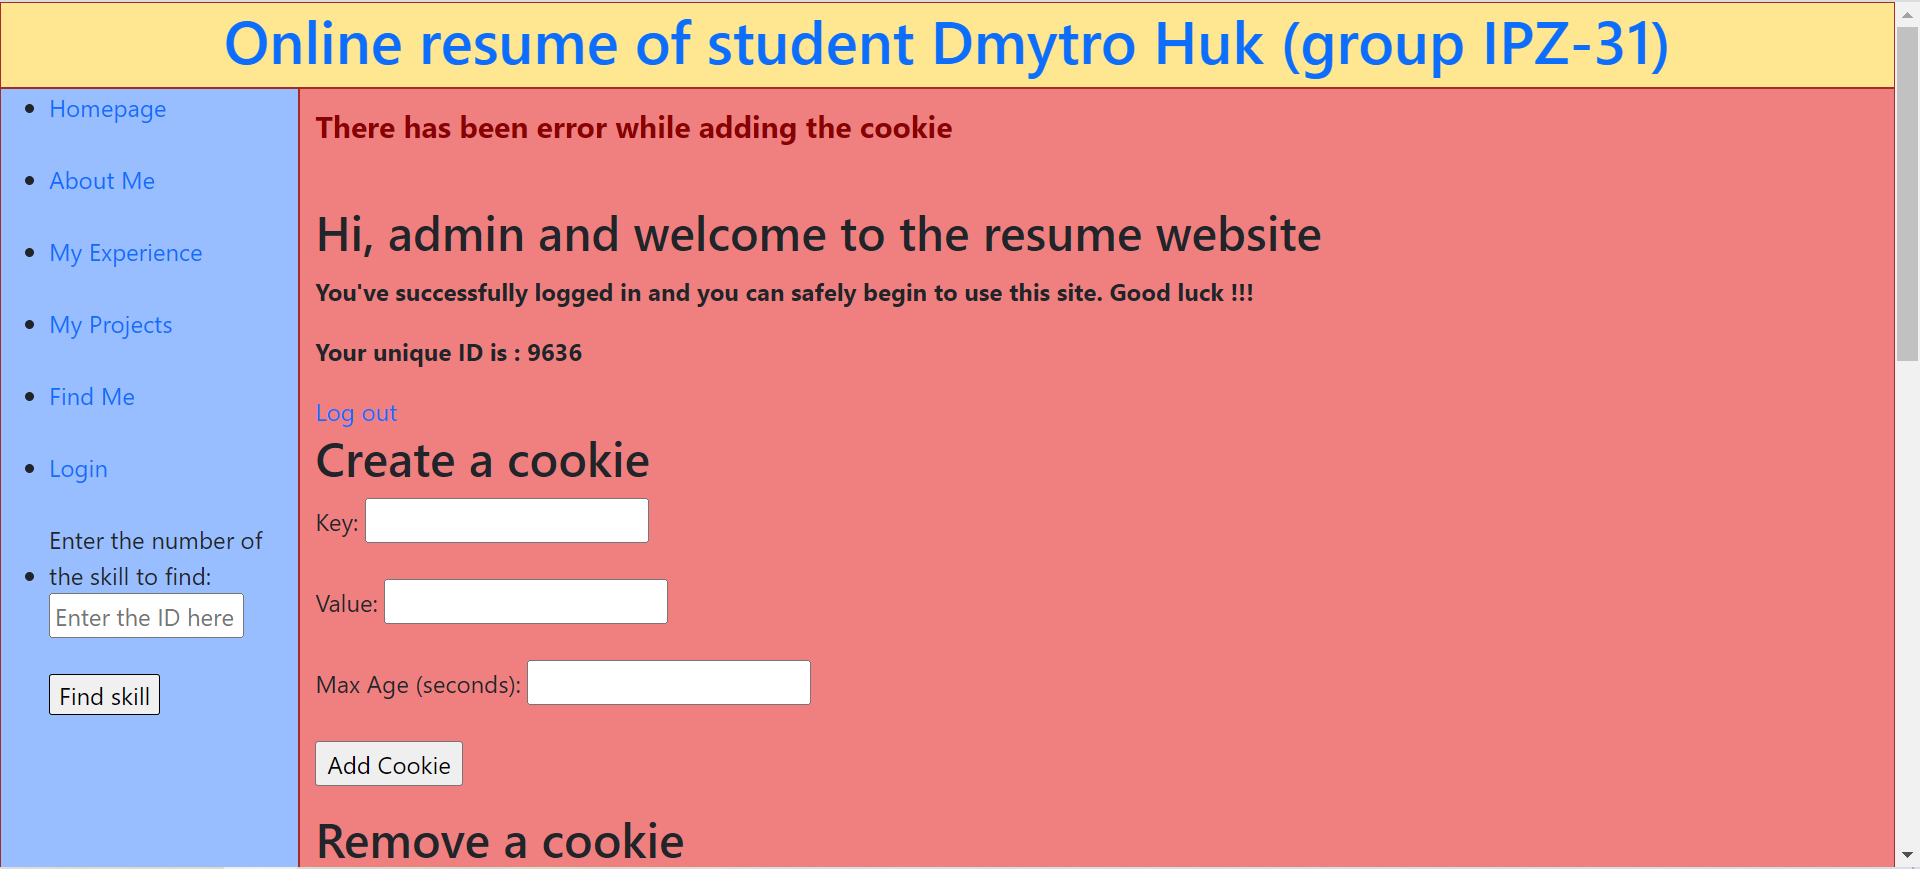 Online resume of student Dmytro Huk (group IPZ-31)
Homepage
About Me
My Experience
My Projects
Find Me
Login
Enter the number of
the skill to find:
Enter the ID here
Find skill
There has been error while adding the cookie
Hi, admin and welcome to the resume website
You've successfully logged in and you can safely begin to use this site. Good luck !!!
Your unique ID is : 9636
Log out
Create a cookie
Key:
Value:
Max Age (seconds):
Add Cookie
Remove a cookie